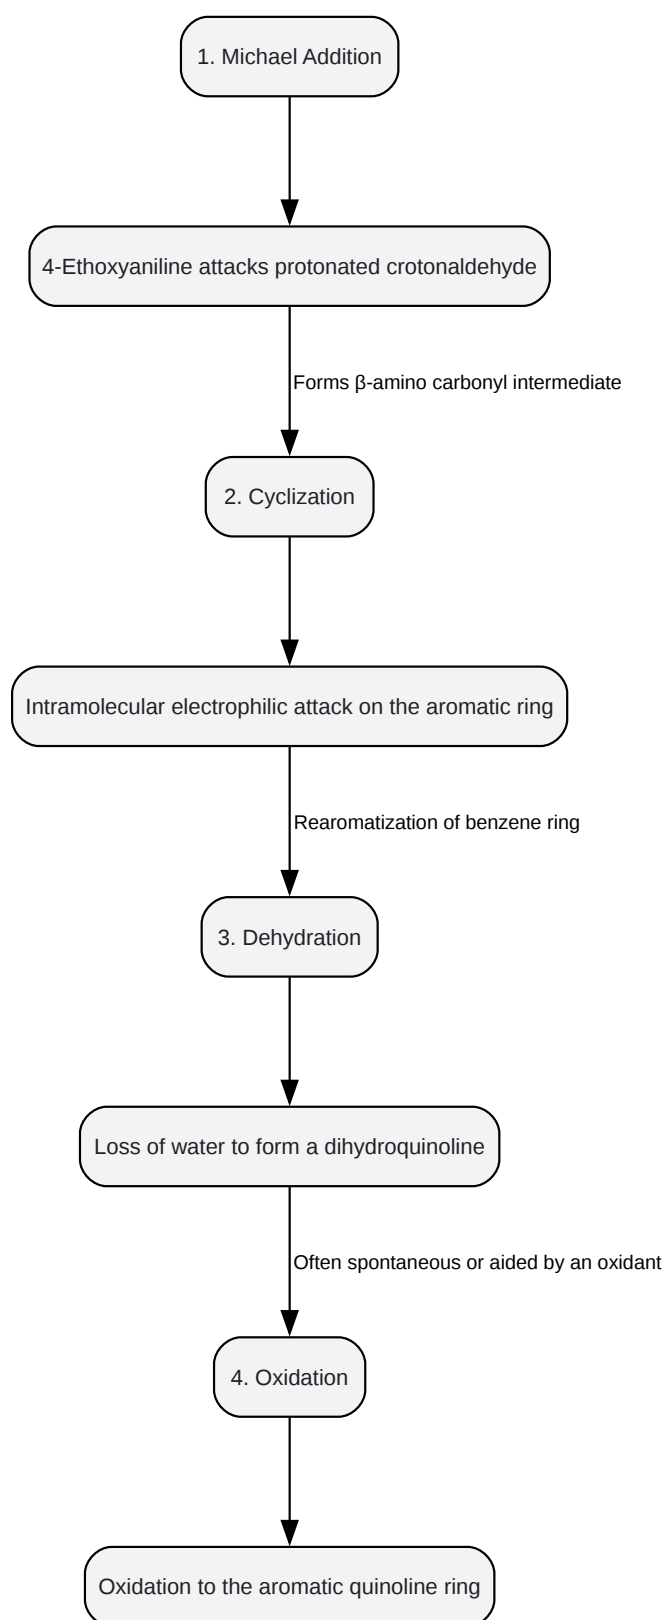 1. Michael Addition
4-Ethoxyaniline attacks protonated crotonaldehyde
Forms β-amino carbonyl intermediate
2. Cyclization
Intramolecular electrophilic attack on the aromatic ring
Rearomatization of benzene ring
3. Dehydration
Loss of water to form a dihydroquinoline
Often spontaneous or aided by an oxidant
4. Oxidation
Oxidation to the aromatic quinoline ring